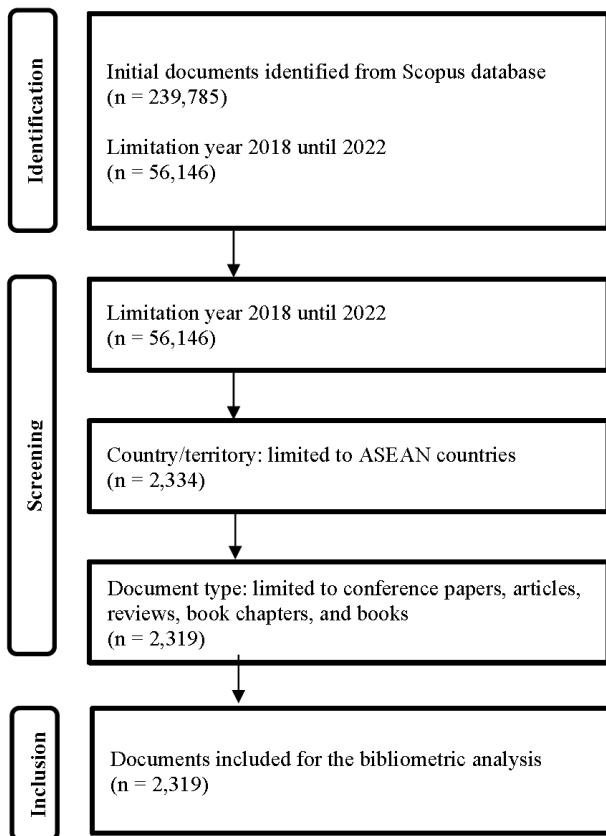 Identification
Initial documents identified from Scopus database
(n = 239,785)
Limitation year 2018 until 2022
(n = 56,146)
Screening
Limitation year 2018 until 2022
(n = 56,146)
Country/territory: limited to ASEAN countries
(n = 2,334)
Document type: limited to conference papers, articles,
reviews, book chapters, and books
(n = 2,319)
Inclusion
Documents included for the bibliometric analysis
(n = 2,319)